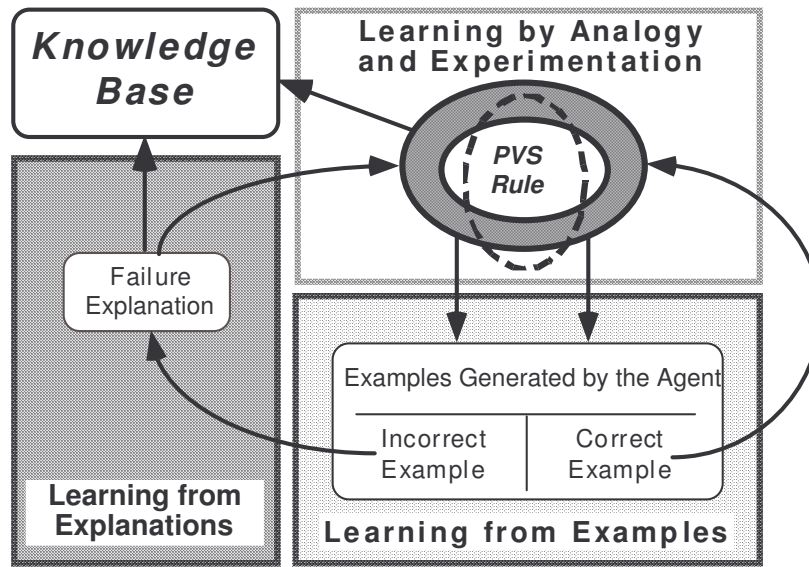 Knowledge
Base
Learning by Analogy
and Experimentation
PVS
Rule
Failure
Explanation
Examples Generated by the Agent
Incorrect
Example
Correct
Example
Learning from
Explanations
Learning from Examples